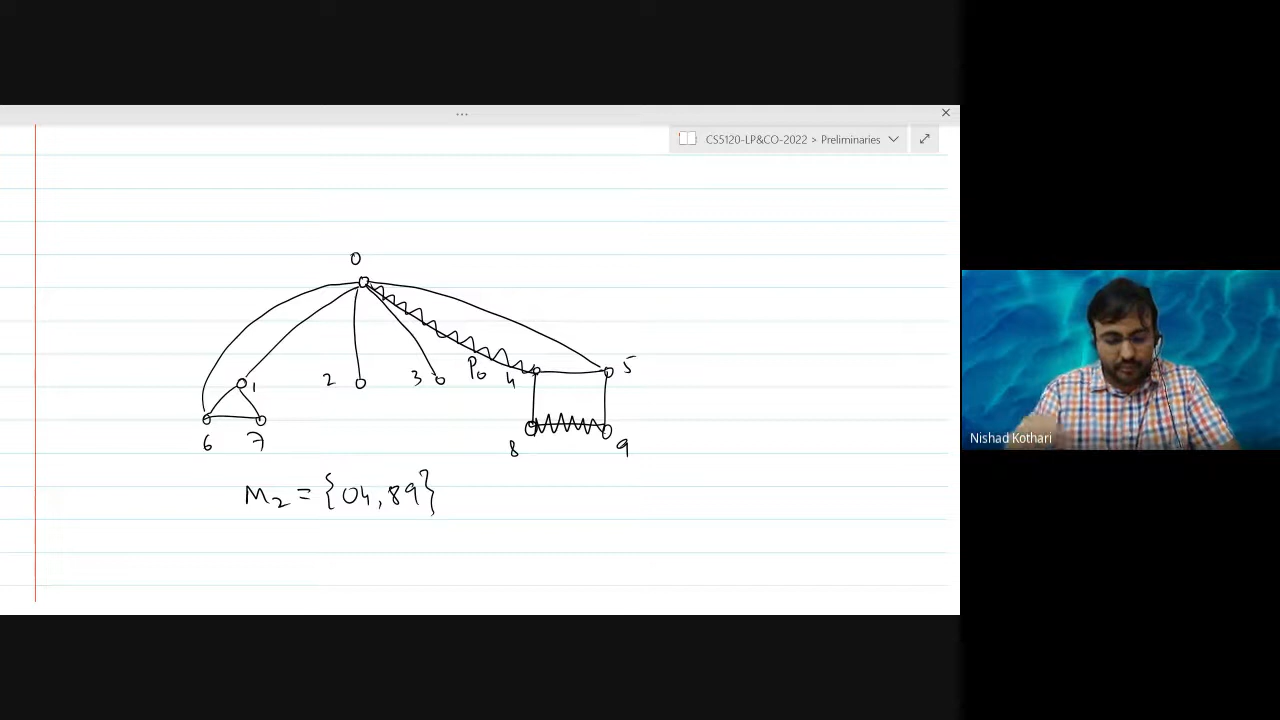 CS5120-LP&CO-2022 > Preliminaries
0
1
2
3
P0
4
5
6
7
8
9
M2 = {04, 89}
Nishad Kothari